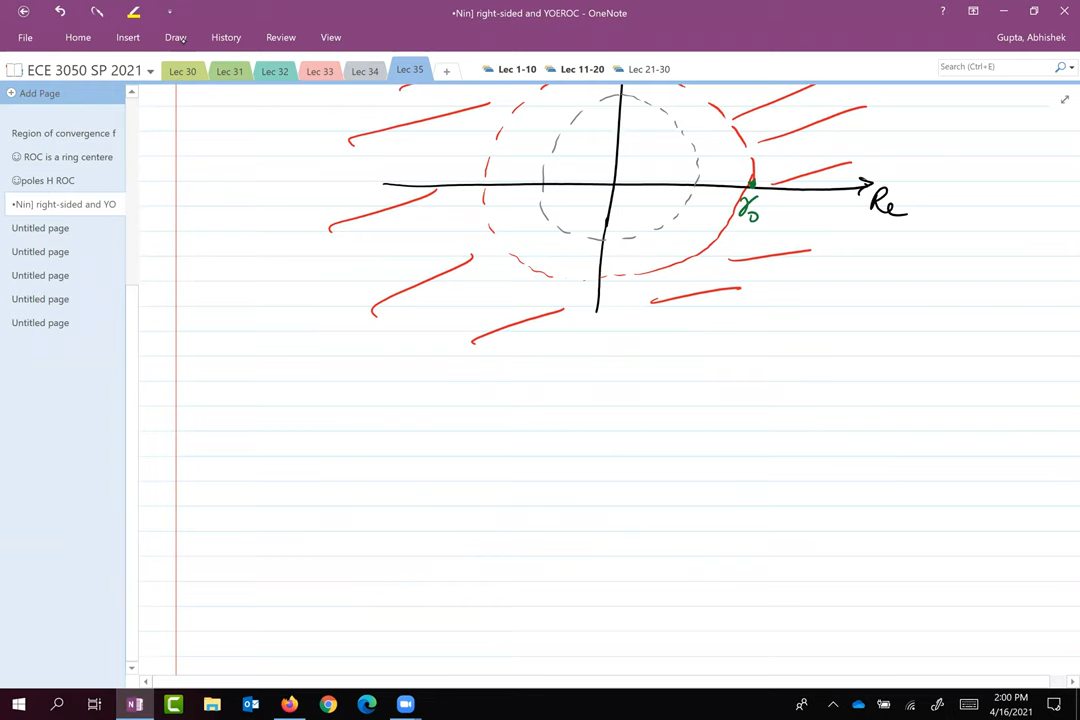 •Nin] right-sided and YOEROC - OneNote
?
File
Home
Insert
Draw
History
Review
View
Gupta, Abhishek
ECE 3050 SP 2021
Lec 30
Lec 31
Lec 32
Lec 33
Lec 34
Lec 35
+
Lec 1-10
Lec 11-20
Lec 21-30
Search (Ctrl+E)
Add Page
Region of convergence f
ROC is a ring centere
poles H ROC
•Nin] right-sided and YO
Untitled page
Untitled page
Untitled page
Untitled page
Untitled page
Re
γ0
2:00 PM
4/16/2021